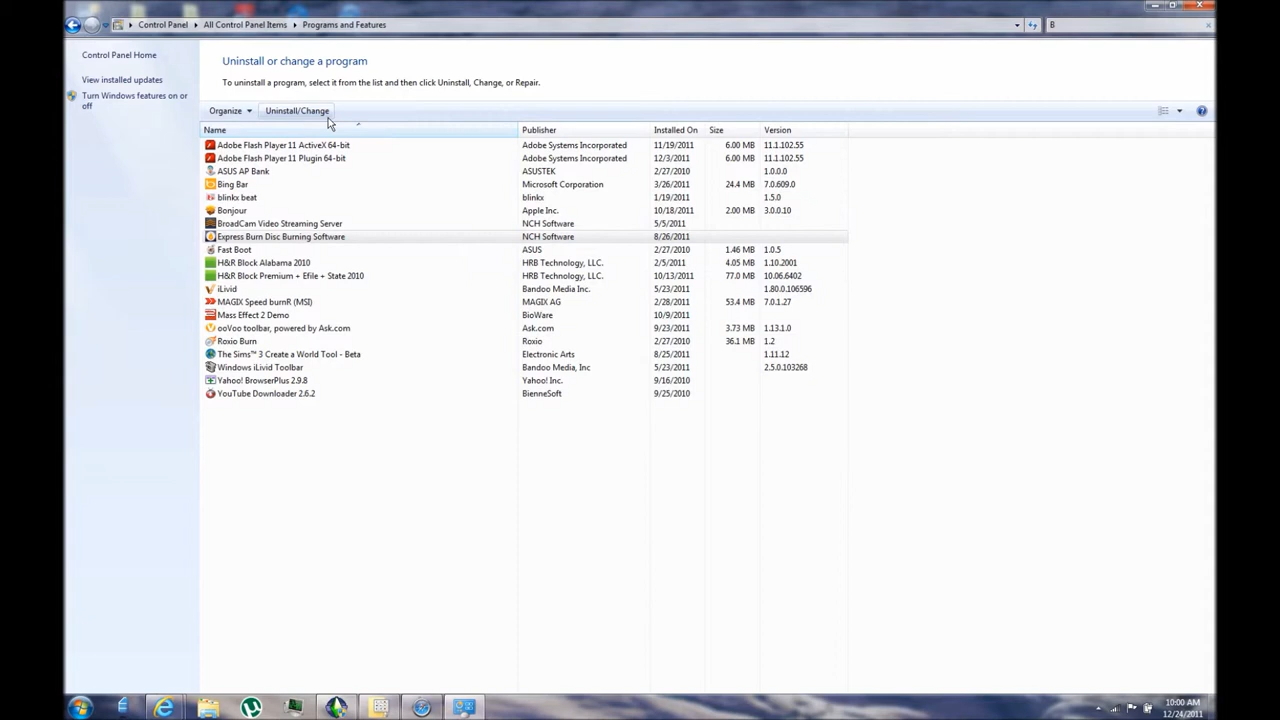 Control Panel All Control Panel Items Programs and Features B
Control Panel Home
View installed updates
Turn Windows features on or
off
Uninstall or change a program
To uninstall a program, select it from the list and then click Uninstall, Change, or Repair.
Organize Uninstall/Change
Name Publisher Installed On Size Version
Adobe Flash Player 11 ActiveX 64-bit Adobe Systems Incorporated 11/19/2011 6.00 MB 11.1.102.55
Adobe Flash Player 11 Plugin 64-bit Adobe Systems Incorporated 12/3/2011 6.00 MB 11.1.102.55
ASUS AP Bank ASUSTEK 2/27/2010 1.0.0.0
Bing Bar Microsoft Corporation 3/26/2011 24.4 MB 7.0.609.0
blinkx beat blinkx 1/19/2011 1.5.0
Bonjour Apple Inc. 10/18/2011 2.00 MB 3.0.0.10
BroadCam Video Streaming Server NCH Software 5/5/2011
Express Burn Disc Burning Software NCH Software 8/26/2011
Fast Boot ASUS 2/27/2010 1.46 MB 1.0.5
H&R Block Alabama 2010 HRB Technology, LLC. 2/5/2011 4.05 MB 1.10.2001
H&R Block Premium + Efile + State 2010 HRB Technology, LLC. 10/13/2011 77.0 MB 10.06.6402
iLivid Bandoo Media Inc. 5/23/2011 1.80.0.106596
MAGIX Speed burnR (MSI) MAGIX AG 2/28/2011 53.4 MB 7.0.1.27
Mass Effect 2 Demo BioWare 10/9/2011
ooVoo toolbar, powered by Ask.com Ask.com 9/23/2011 3.73 MB 1.13.1.0
Roxio Burn Roxio 2/27/2010 36.1 MB 1.2
The Sims™ 3 Create a World Tool - Beta Electronic Arts 8/25/2011 1.11.12
Windows iLivid Toolbar Bandoo Media, Inc 5/23/2011 2.5.0.103268
Yahoo! BrowserPlus 2.9.8 Yahoo! Inc. 9/16/2010
YouTube Downloader 2.6.2 BienneSoft 9/25/2010
10:00 AM
12/24/2011